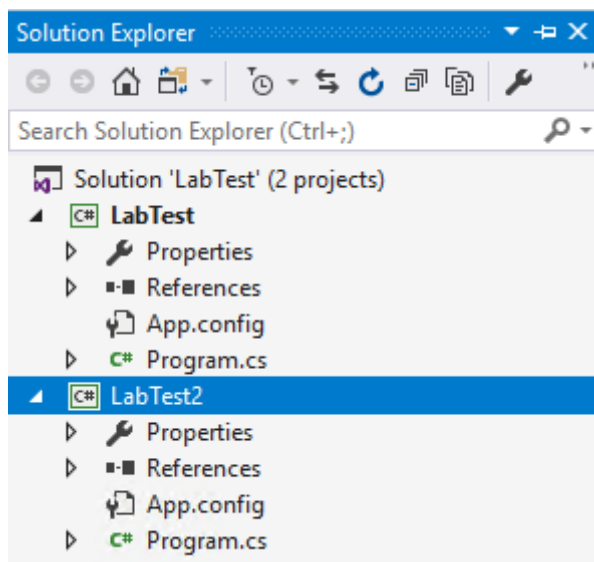 Solution Explorer
Search Solution Explorer (Ctrl+;)
Solution 'LabTest' (2 projects)
C# LabTest
Properties
References
App.config
C# Program.cs
C# LabTest2
Properties
References
App.config
C# Program.cs